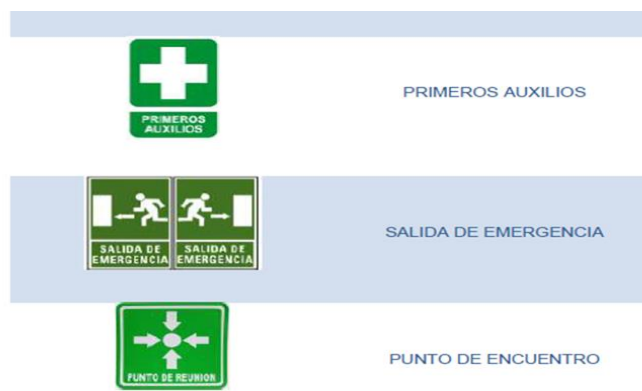 PRIMEROS
AUXILIOS
PRIMEROS AUXILIOS
SALIDA DE
EMERGENCIA
SALIDA DE
EMERGENCIA
SALIDA DE EMERGENCIA
PUNTO DE REUNION
PUNTO DE ENCUENTRO